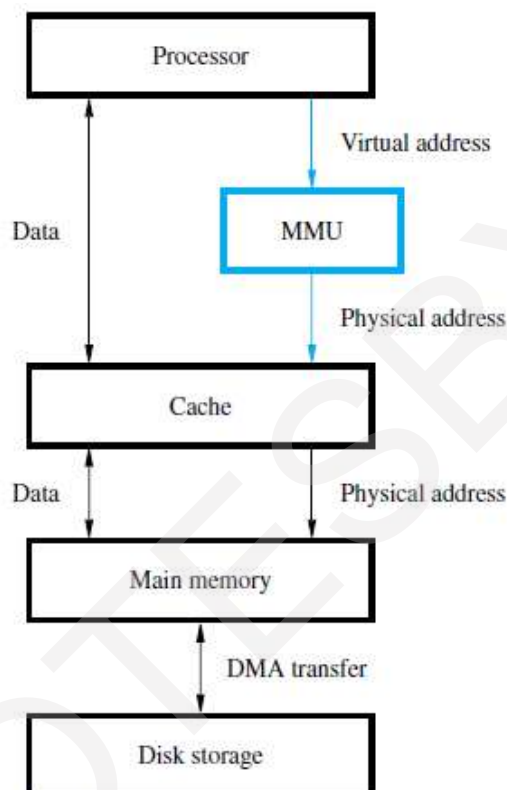 Processor
Virtual address
Data
MMU
Physical address
Cache
Data
Physical address
Main memory
DMA transfer
Disk storage